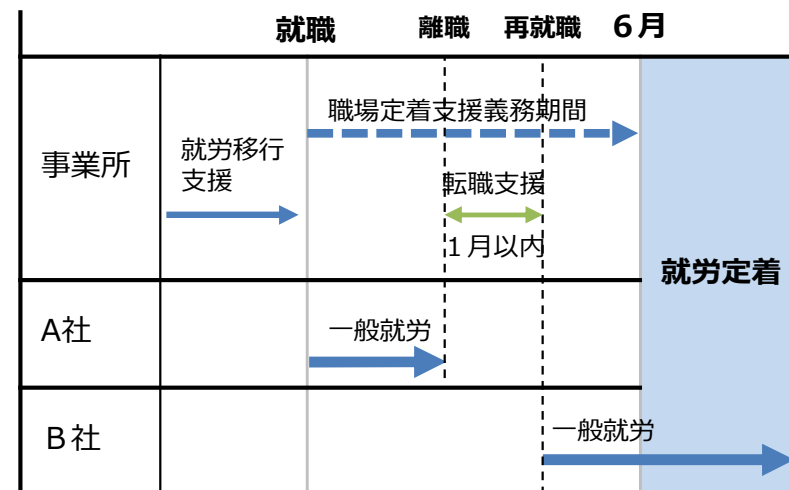 就職 離職 再就職 6月
職場定着支援義務期間
事業所
就労移行
支援
転職支援
1月以内
就労定着
A社
一般就労
B社
一般就労